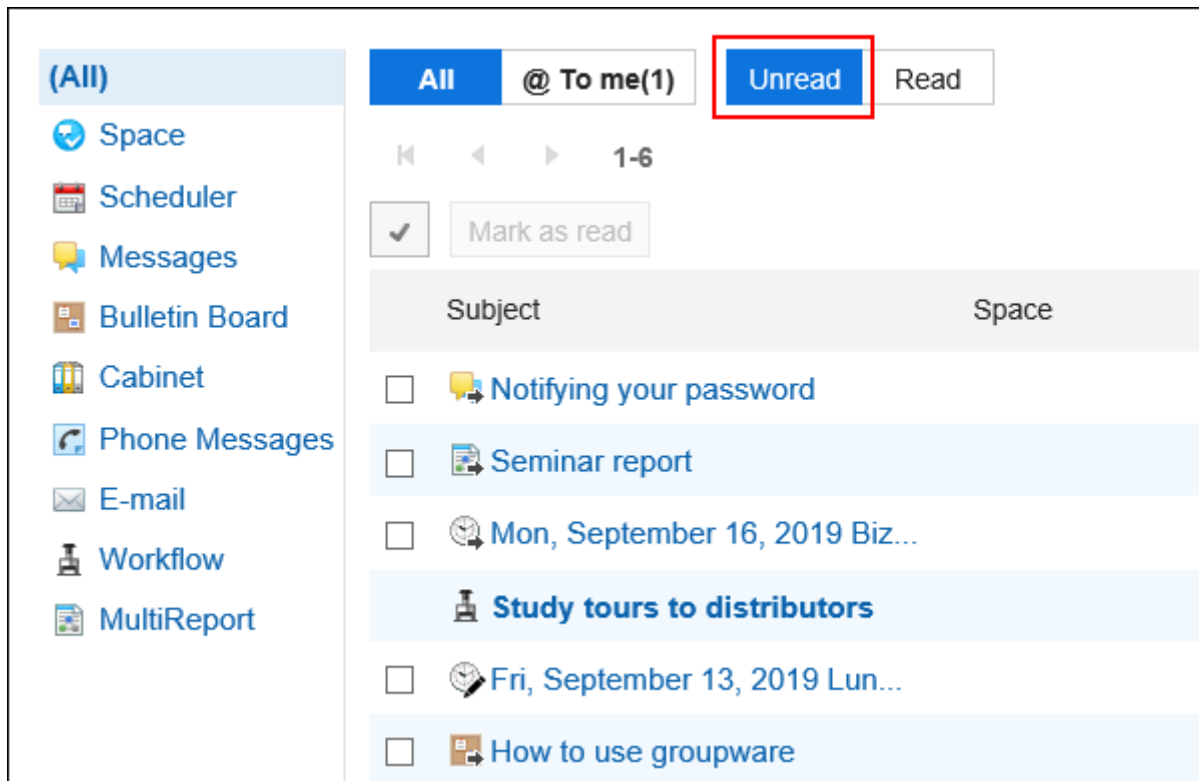 (All)
Space
Scheduler
Messages
Bulletin Board
Cabinet
Phone Messages
E-mail
Workflow
MultiReport
All @ To me(1) Unread Read
1-6
Mark as read
Subject Space
Notifying your password
Seminar report
Mon, September 16, 2019 Biz...
Study tours to distributors
Fri, September 13, 2019 Lun...
How to use groupware